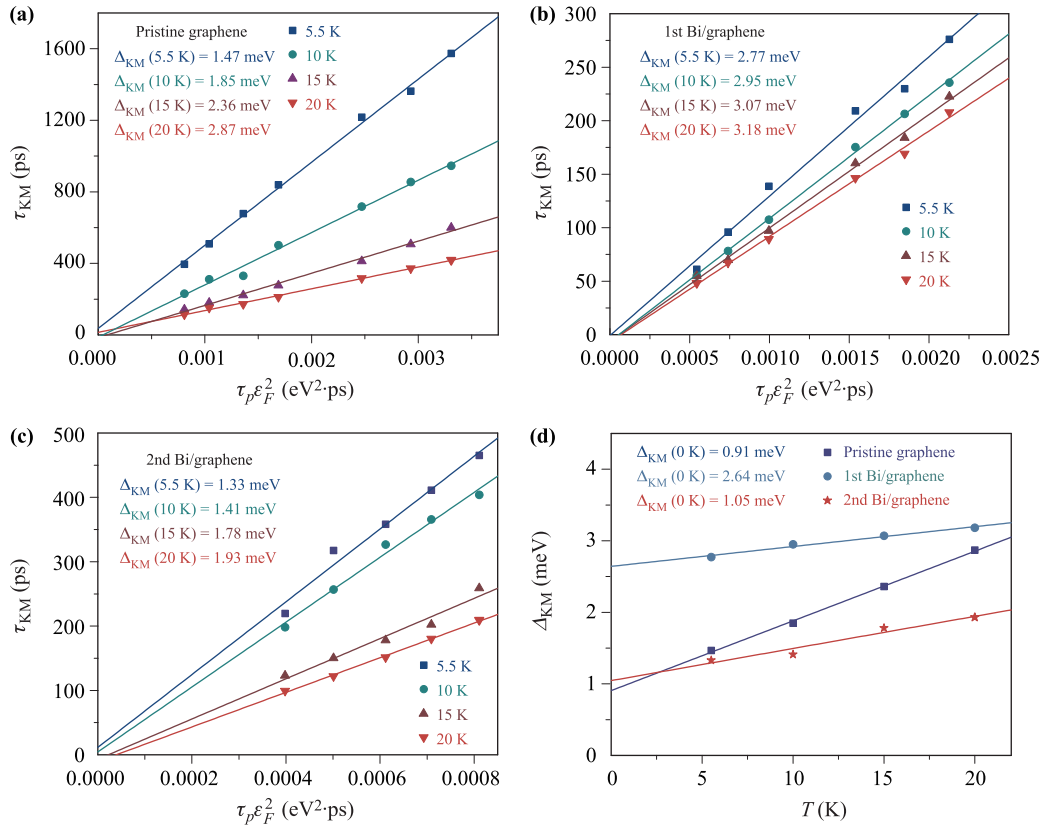 (a)
Pristine graphene
Δ_KM (5.5 K) = 1.47 meV
Δ_KM (10 K) = 1.85 meV
Δ_KM (15 K) = 2.36 meV
Δ_KM (20 K) = 2.87 meV
5.5 K
10 K
15 K
20 K
1600
1200
800
400
0
τ_KM (ps)
0.000 0.001 0.002 0.003
τ_p ε_F^2 (eV²·ps)
(b)
1st Bi/graphene
Δ_KM (5.5 K) = 2.77 meV
Δ_KM (10 K) = 2.95 meV
Δ_KM (15 K) = 3.07 meV
Δ_KM (20 K) = 3.18 meV
5.5 K
10 K
15 K
20 K
300
250
200
150
100
50
0
τ_KM (ps)
0.0005 0.0010 0.0015 0.0020 0.0025
τ_p ε_F^2 (eV²·ps)
(c)
2nd Bi/graphene
Δ_KM (5.5 K) = 1.33 meV
Δ_KM (10 K) = 1.41 meV
Δ_KM (15 K) = 1.78 meV
Δ_KM (20 K) = 1.93 meV
5.5 K
10 K
15 K
20 K
500
400
300
200
100
0
τ_KM (ps)
0.0000 0.0002 0.0004 0.0006 0.0008
τ_p ε_F^2 (eV²·ps)
(d)
Δ_KM (0 K) = 0.91 meV
Δ_KM (0 K) = 2.64 meV
Δ_KM (0 K) = 1.05 meV
Pristine graphene
1st Bi/graphene
2nd Bi/graphene
4
3
2
1
0
Δ_KM (meV)
0 5 10 15 20
T (K)